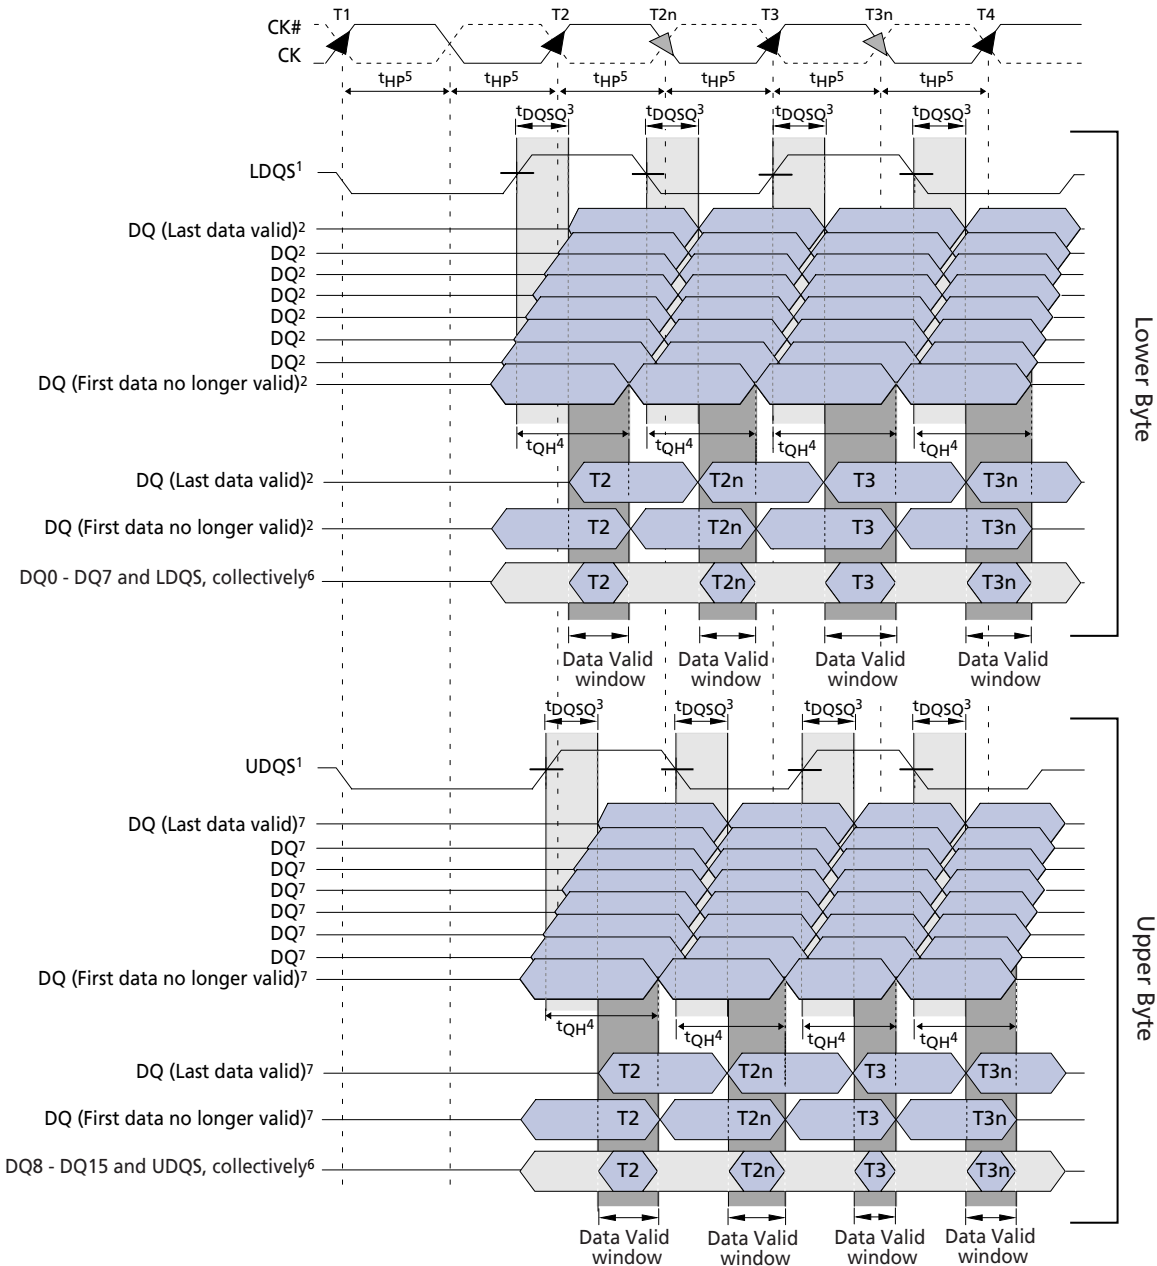 T1 T2 T2n T3 T3n T4
CK#
CK
tHP5 tHP5 tHP5 tHP5 tHP5 tHP5
tDQSQ3 tDQSQ3 tDQSQ3 tDQSQ3
LDQS1
DQ (Last data valid)2
DQ2
DQ2
DQ2
DQ2
DQ2
DQ2
DQ (First data no longer valid)2
tQH4 tQH4 tQH4 tQH4
DQ (Last data valid)2 T2 T2n T3 T3n
DQ (First data no longer valid)2 T2 T2n T3 T3n
DQ0 - DQ7 and LDQS, collectively6 T2 T2n T3 T3n
Data Valid window
Data Valid window
Data Valid window
Data Valid window
Lower Byte
tDQSQ3 tDQSQ3 tDQSQ3 tDQSQ3
UDQS1
DQ (Last data valid)7
DQ7
DQ7
DQ7
DQ7
DQ7
DQ7
DQ (First data no longer valid)7
tQH4 tQH4 tQH4 tQH4
DQ (Last data valid)7 T2 T2n T3 T3n
DQ (First data no longer valid)7 T2 T2n T3 T3n
DQ8 - DQ15 and UDQS, collectively6 T2 T2n T3 T3n
Data Valid window
Data Valid window
Data Valid window
Data Valid window
Upper Byte